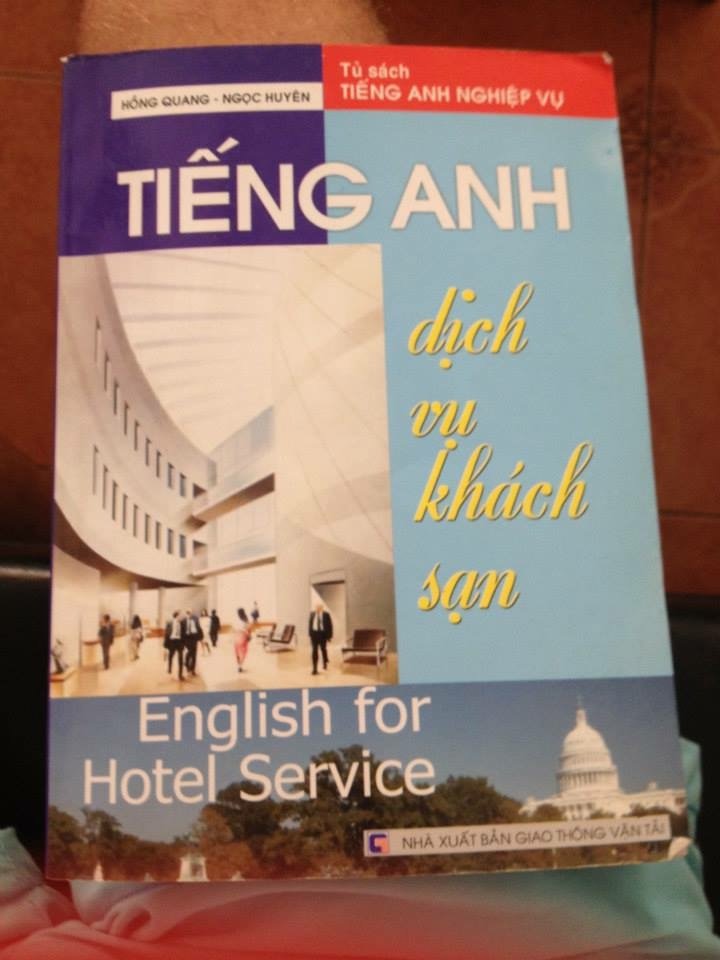 HỒNG QUANG - NGỌC HUYÊN
Tủ sách
TIẾNG ANH NGHIỆP VỤ
TIẾNG ANH
dịch
vụ
khách
sạn
English for
Hotel Service
NHÀ XUẤT BẢN GIAO THÔNG VẬN TẢI